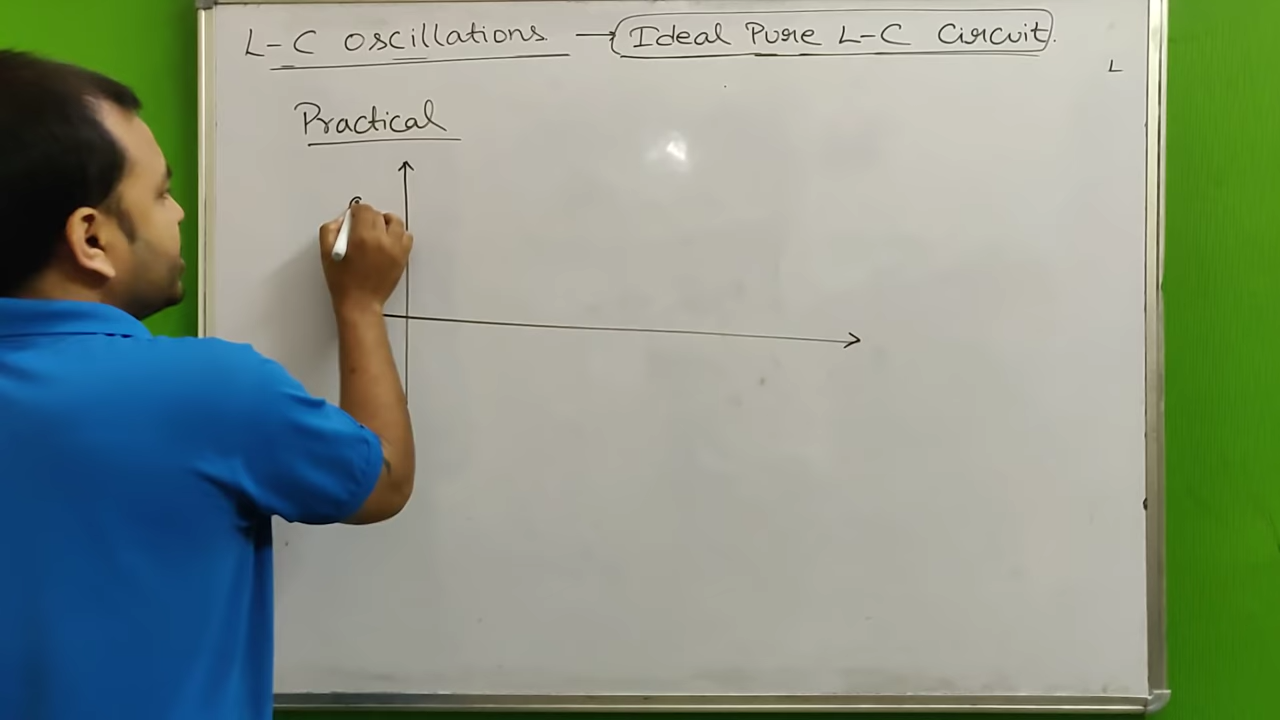 L-C oscillations → Ideal Pure L-C Circuit.
L
Practical